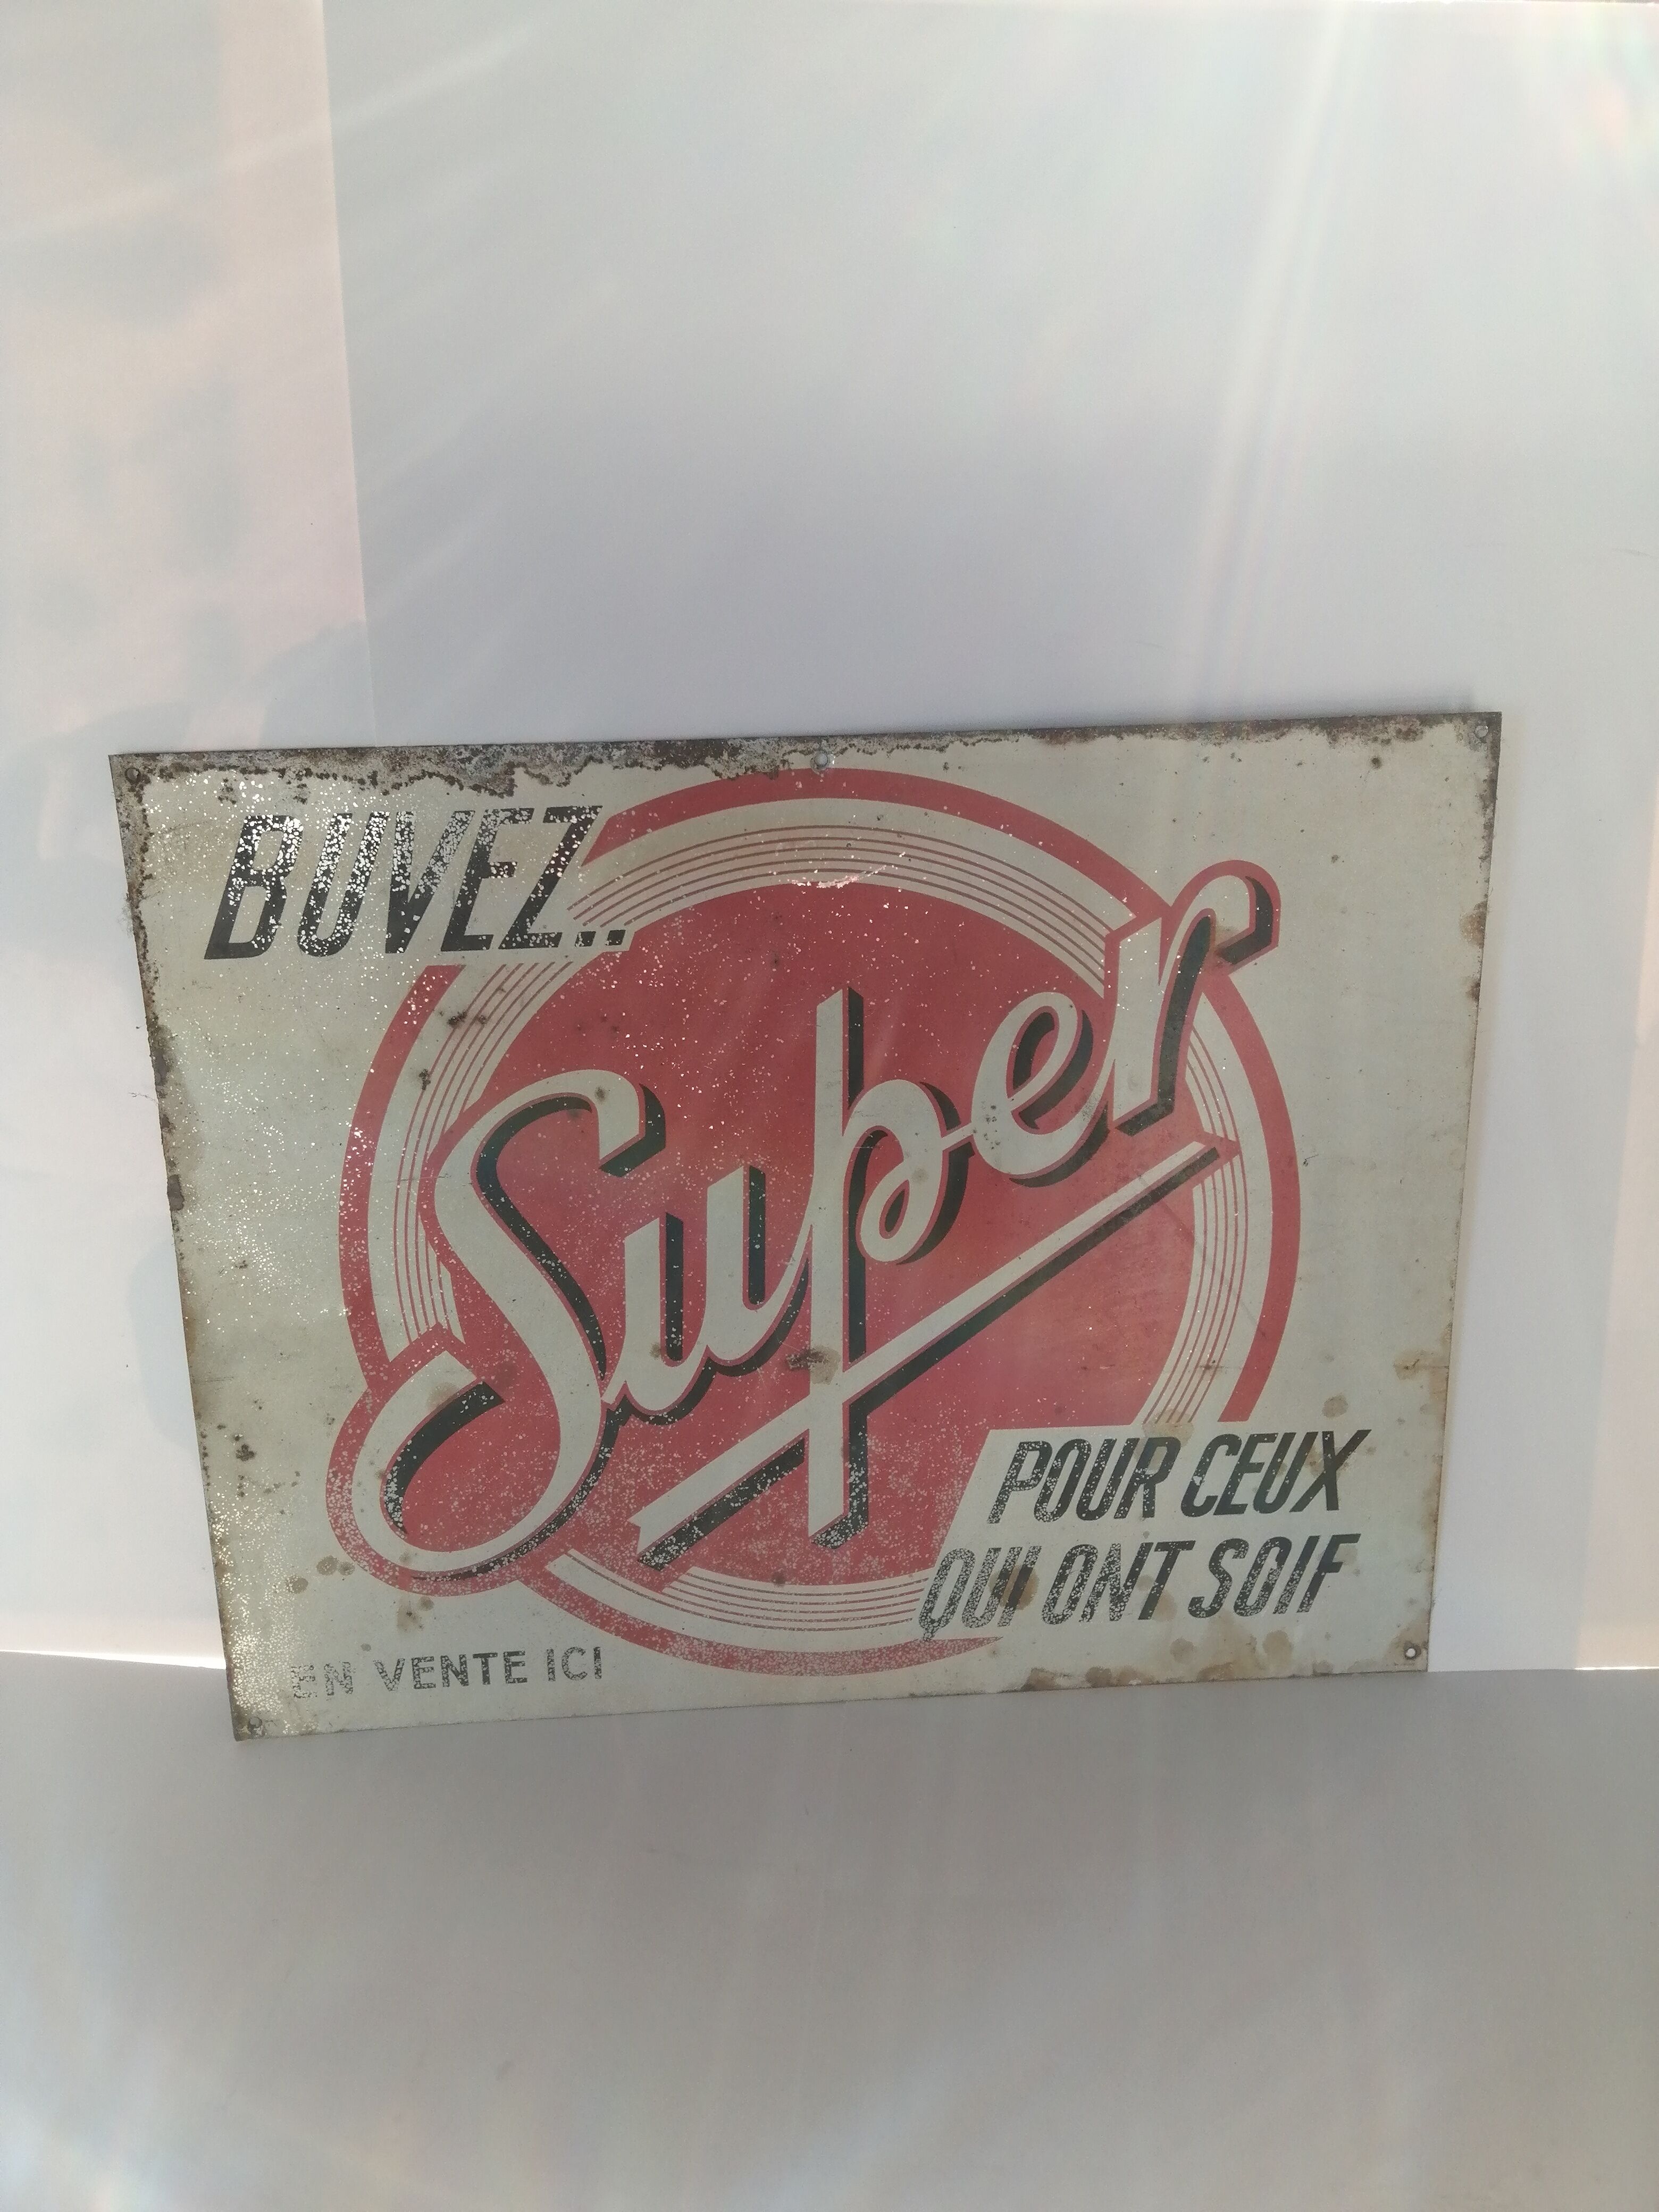 BUVEZ..
Super
POUR CEUX
QUI ONT SOIF
EN VENTE ICI